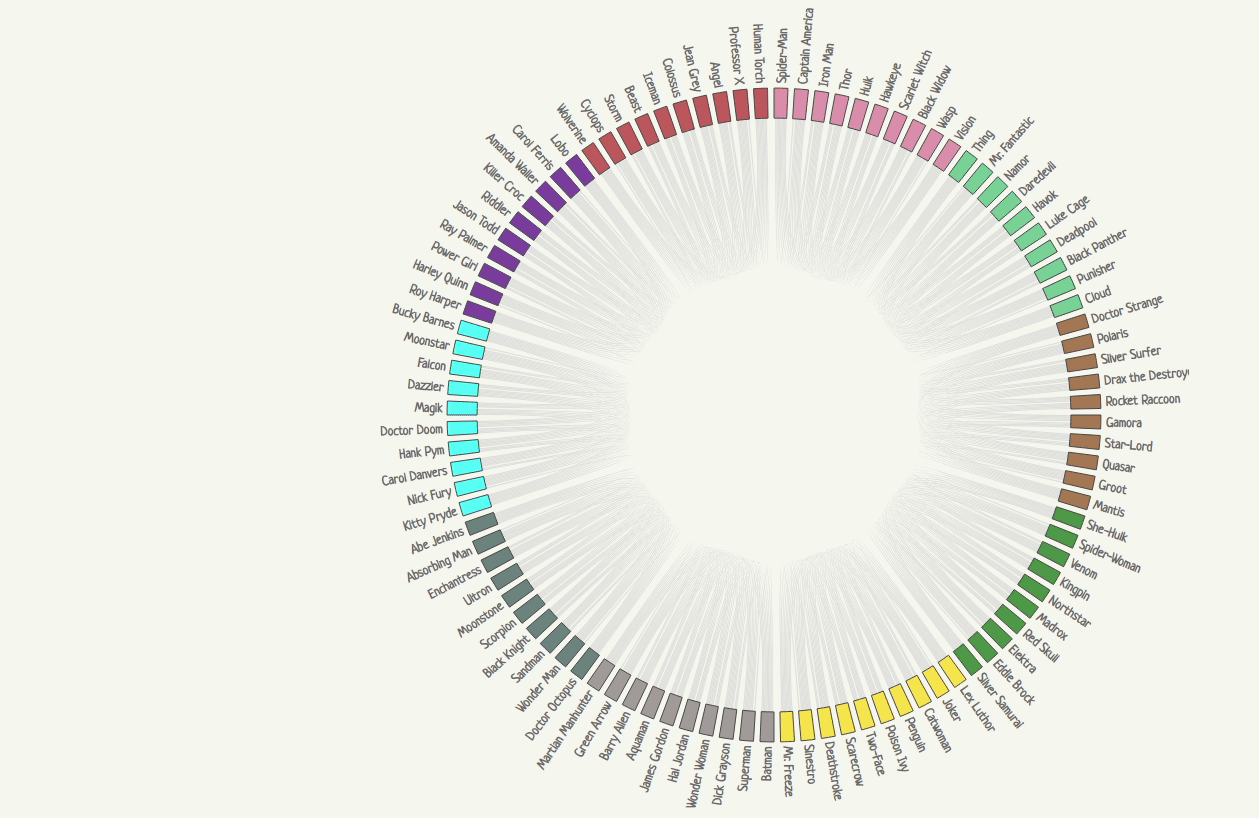 Spider-Man
Captain America
Iron Man
Thor
Hulk
Hawkeye
Scarlet Witch
Black Widow
Wasp
Vision
Thing
Mr. Fantastic
Namor
Daredevil
Havok
Luke Cage
Deadpool
Black Panther
Punisher
Cloud
Doctor Strange
Polaris
Silver Surfer
Drax the Destroy
Rocket Raccoon
Gamora
Star-Lord
Quasar
Groot
Mantis
She-Hulk
Spider-Woman
Venom
Kingpin
Northstar
Madrox
Red Skull
Elektra
Eddie Brock
Silver Samurai
Lex Luthor
Joker
Catwoman
Penguin
Poison Ivy
Two-Face
Scarecrow
Deathstroke
Sinestro
Mr. Freeze
Batman
Superman
Dick Grayson
Wonder Woman
Hal Jordan
James Gordon
Aquaman
Barry Allen
Green Arrow
Martian Manhunter
Doctor Octopus
Wonder Man
Sandman
Black Knight
Scorpion
Moonstone
Ultron
Enchantress
Absorbing Man
Abe Jenkins
Kitty Pryde
Nick Fury
Carol Danvers
Hank Pym
Doctor Doom
Magik
Dazzler
Falcon
Moonstar
Bucky Barnes
Roy Harper
Harley Quinn
Power Girl
Ray Palmer
Jason Todd
Riddler
Killer Croc
Amanda Waller
Carol Ferris
Lobo
Wolverine
Cyclops
Storm
Beast
Iceman
Colossus
Jean Grey
Angel
Professor X
Human Torch